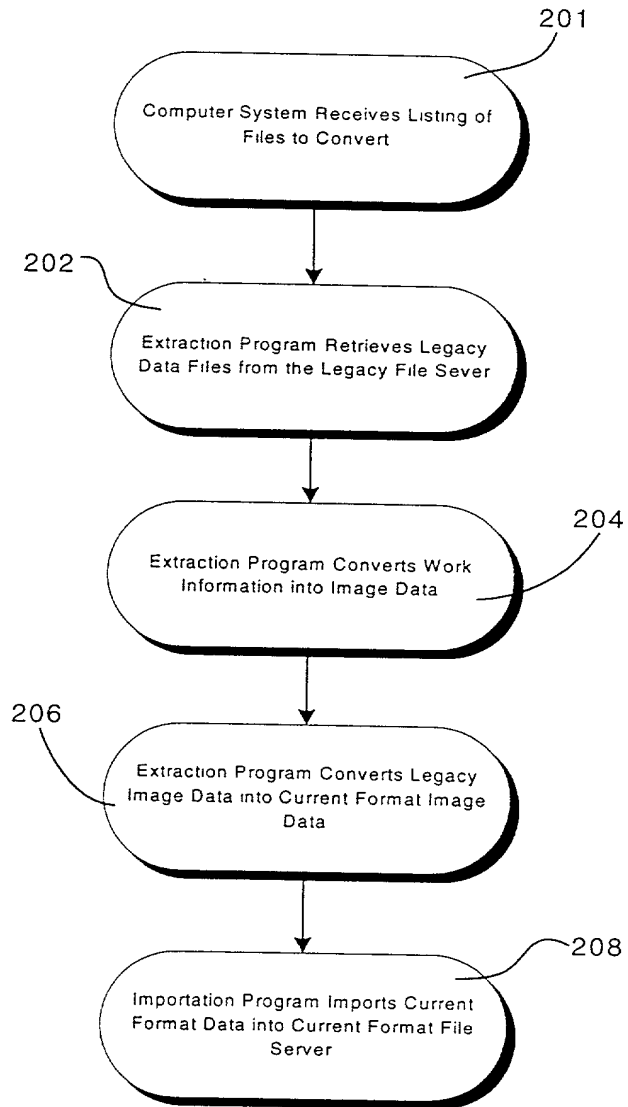 201
Computer System Receives Listing of
Files to Convert
202
Extraction Program Retrieves Legacy
Data Files from the Legacy File Sever
204
Extraction Program Converts Work
Information into Image Data
206
Extraction Program Converts Legacy
Image Data into Current Format Image
Data
208
Importation Program Imports Current
Format Data into Current Format File
Server